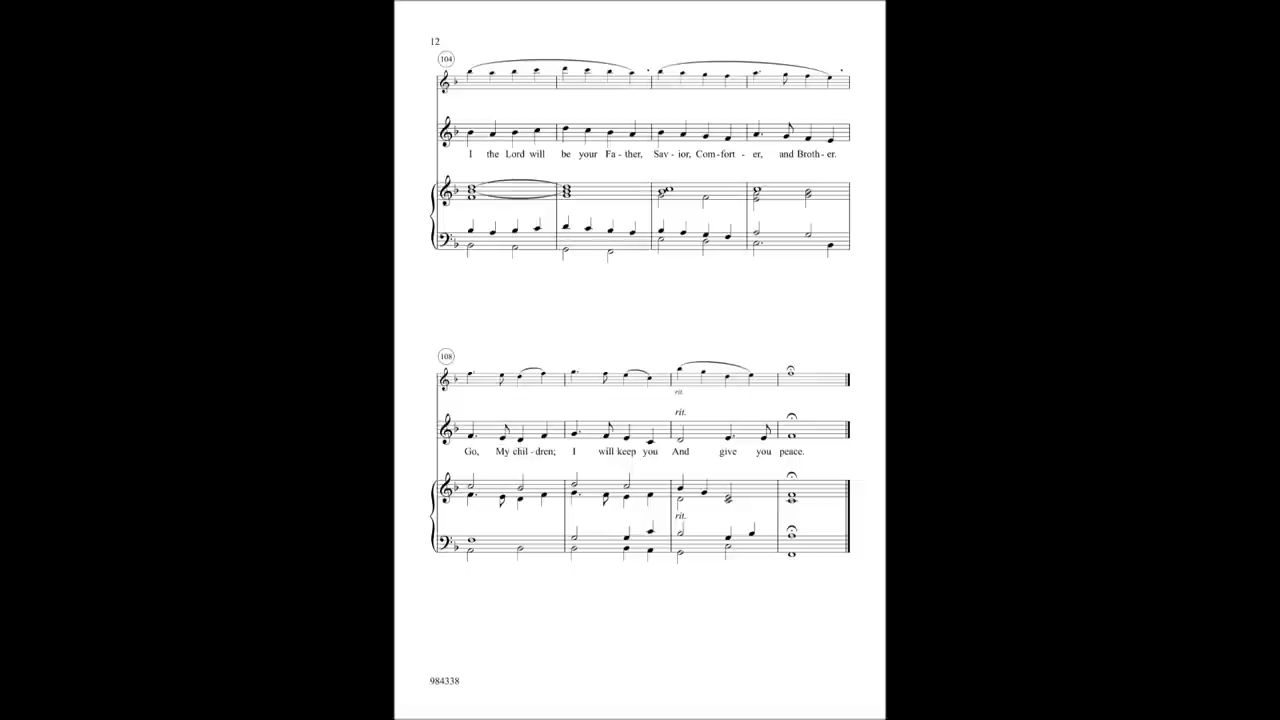 12
104
I the Lord will be your Fa - ther, Sav - ior, Com - fort - er, and Broth - er.
108
rit.
rit.
Go, My chil - dren; I will keep you And give you peace.
rit.
984338